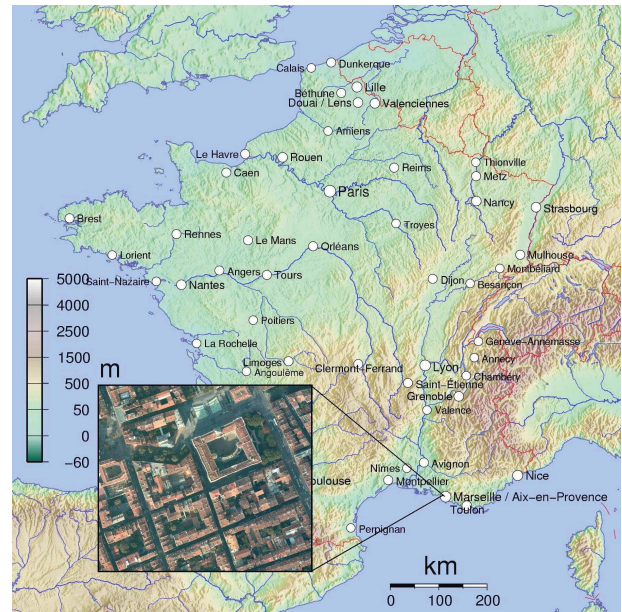 Calais
Dunkerque
Béthune
Lille
Douai / Lens
Valenciennes
Amiens
Le Havre
Rouen
Caen
Reims
Thionville
Metz
Paris
Nancy
Strasbourg
Brest
Rennes
Le Mans
Troyes
Orléans
Lorient
Mulhouse
Montbéliard
Saint-Nazaire
Angers
Tours
Dijon
Besançon
Nantes
Poitiers
La Rochelle
Genève-Annemasse
Limoges
Angoulême
Clermont-Ferrand
Lyon
Annecy
Saint-Étienne
Chambéry
Grenoble
Valence
5000
4000
2500
1500
500
50
0
-60
m
Avignon
Nîmes
Nice
oulouse
Montpellier
Marseille / Aix-en-Provence
Toulon
Perpignan
km
0 100 200